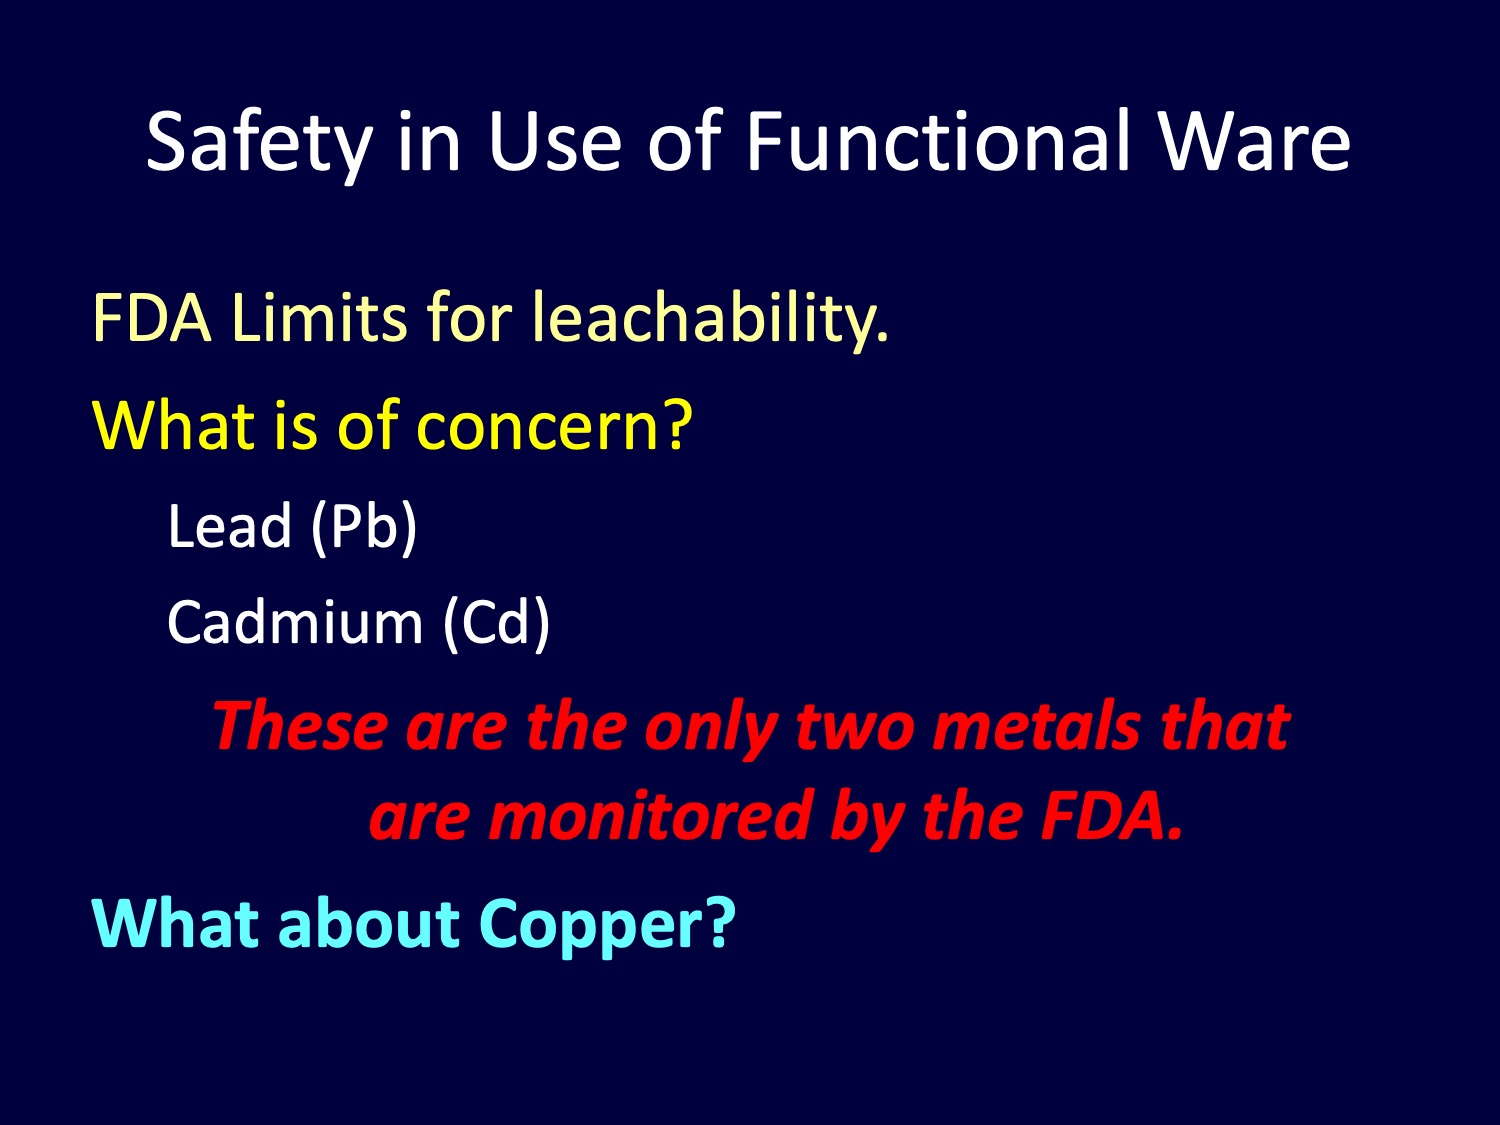 Safety in Use of Functional Ware
FDA Limits for leachability.
What is of concern?
Lead (Pb)
Cadmium (Cd)
These are the only two metals that
are monitored by the FDA.
What about Copper?